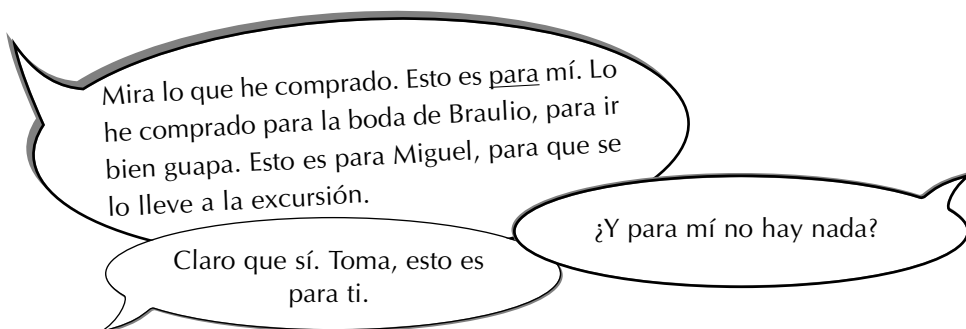 Mira lo que he comprado. Esto es para mí. Lo
he comprado para la boda de Braulio, para ir
bien guapa. Esto es para Miguel, para que se
lo lleve a la excursión.
¿Y para mí no hay nada?
Claro que sí. Toma, esto es
para ti.